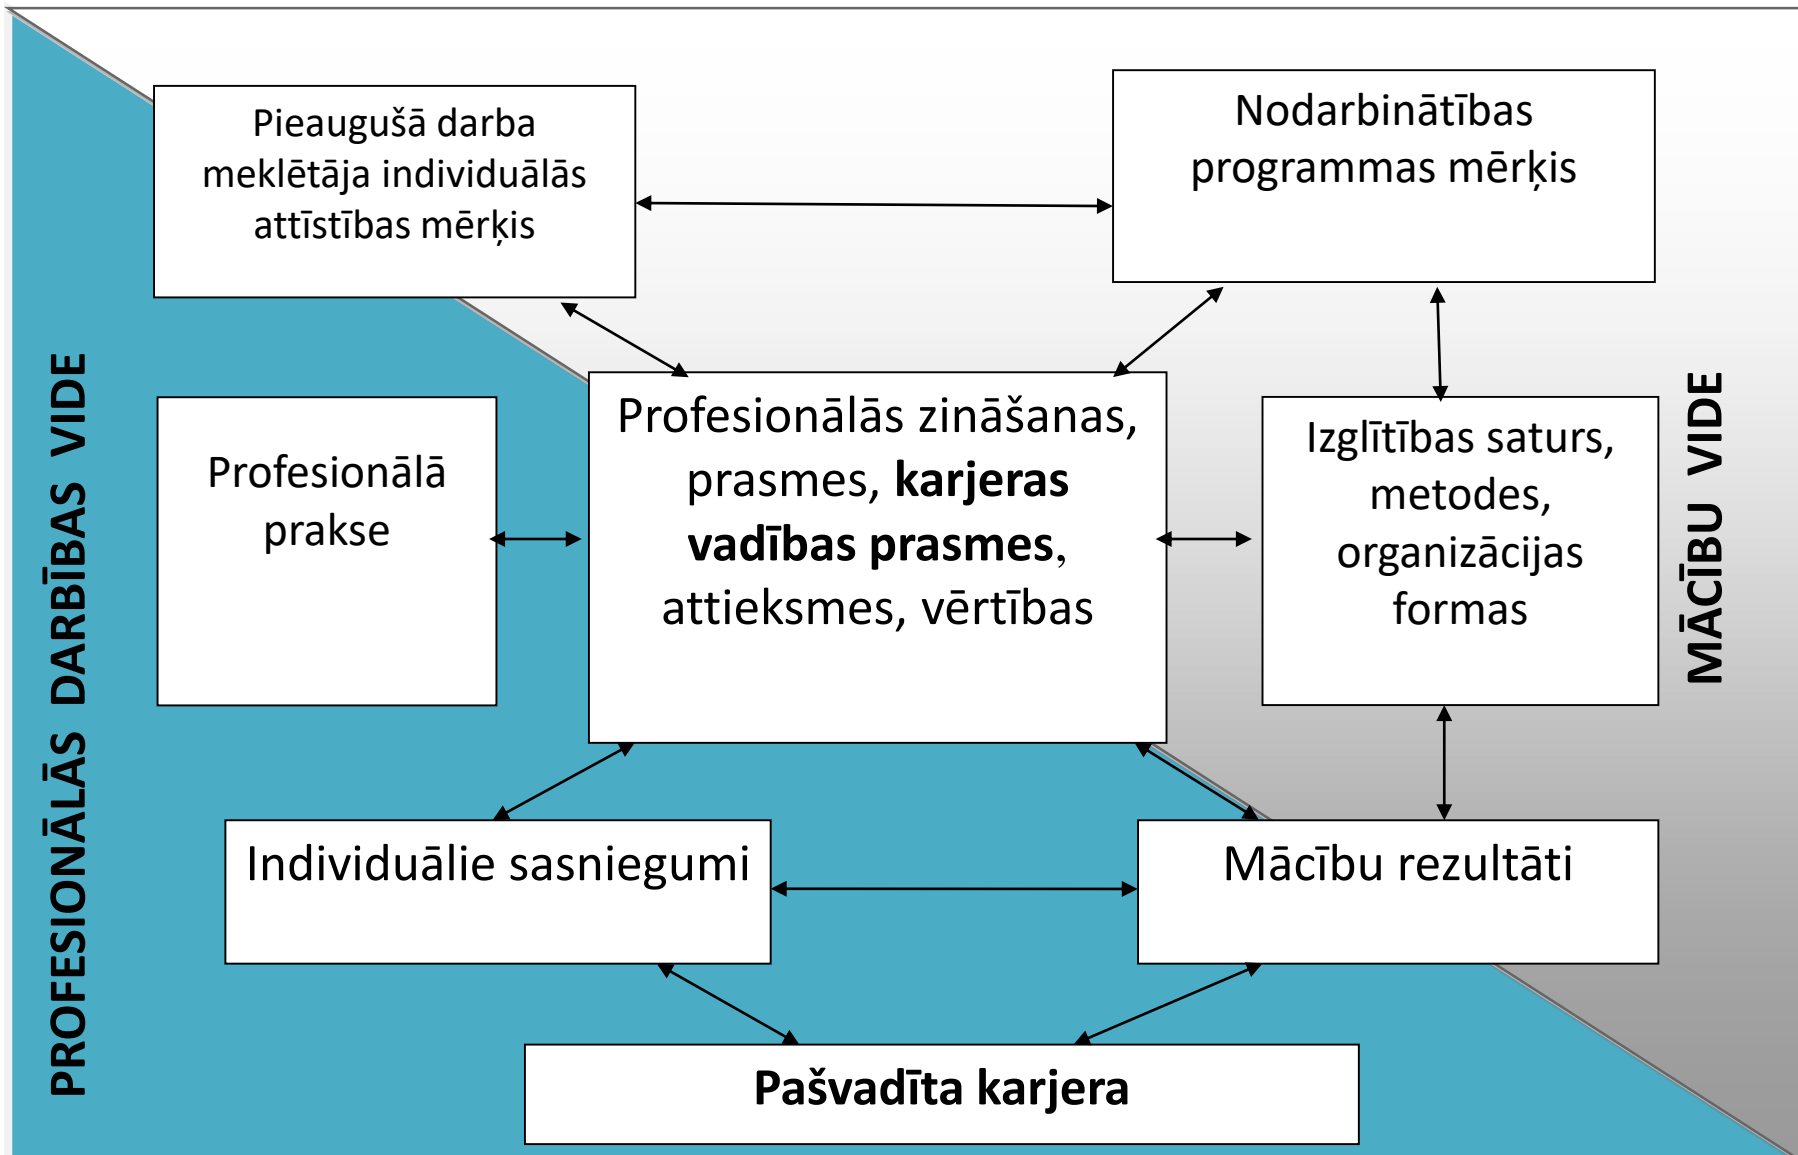 Pieaugušā darba
meklētāja individuālās
attīstības mērķis
Nodarbinātības
programmas mērķis
PROFESIONĀLĀS DARBĪBAS VIDE
Profesionālā
prakse
Profesionālās zināšanas,
prasmes, karjeras
vadības prasmes,
attieksmes, vērtības
Izglītības saturs,
metodes,
organizācijas
formas
MĀCĪBU VIDE
Individuālie sasniegumi
Mācību rezultāti
Pašvadīta karjera